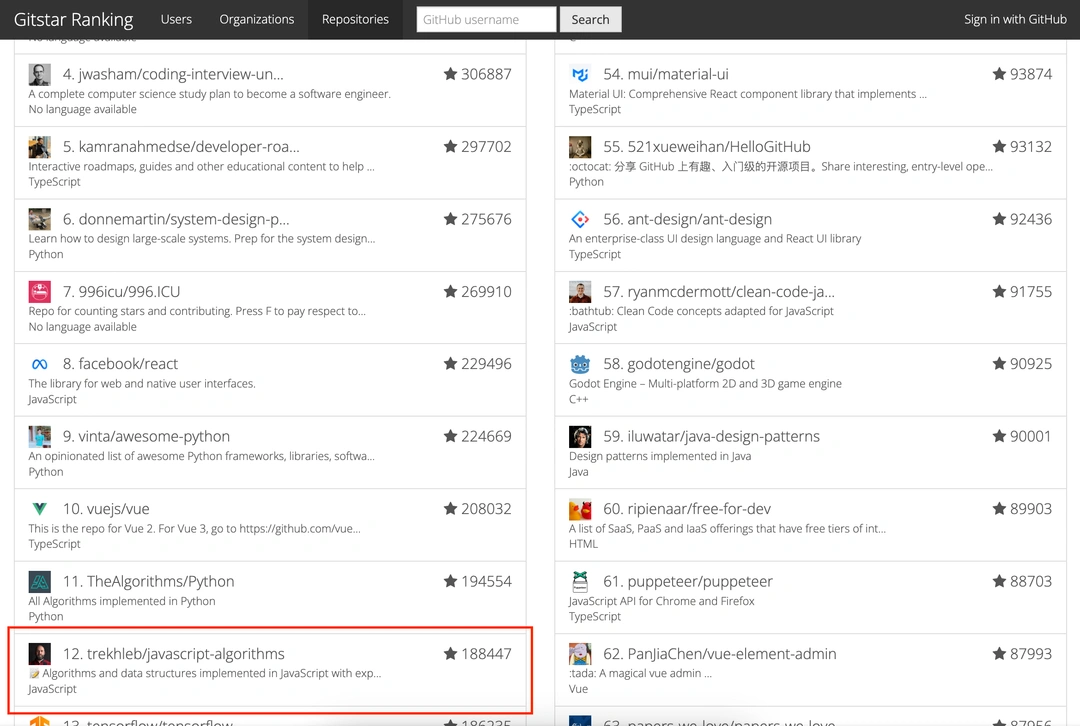 Gitstar Ranking Users Organizations Repositories GitHub username Search Sign in with GitHub
No language available
4. jwasham/coding-interview-un... 306887
A complete computer science study plan to become a software engineer.
No language available
5. kamranahmedse/developer-roa... 297702
Interactive roadmaps, guides and other educational content to help ...
TypeScript
6. donnemartin/system-design-p... 275676
Learn how to design large-scale systems. Prep for the system design...
Python
7. 996icu/996.ICU 269910
Repo for counting stars and contributing. Press F to pay respect to...
No language available
8. facebook/react 229496
The library for web and native user interfaces.
JavaScript
9. vinta/awesome-python 224669
An opinionated list of awesome Python frameworks, libraries, softwa...
Python
10. vuejs/vue 208032
This is the repo for Vue 2. For Vue 3, go to https://github.com/vue...
TypeScript
11. TheAlgorithms/Python 194554
All Algorithms implemented in Python
Python
12. trekhleb/javascript-algorithms 188447
📝 Algorithms and data structures implemented in JavaScript with exp...
JavaScript
13. tensorflow/tensorflow 186235
54. mui/material-ui 93874
Material UI: Comprehensive React component library that implements ...
TypeScript
55. 521xueweihan/HelloGitHub 93132
:octocat: 分享 GitHub 上有趣、入门级的开源项目。Share interesting, entry-level ope...
Python
56. ant-design/ant-design 92436
An enterprise-class UI design language and React UI library
TypeScript
57. ryanmcdermott/clean-code-ja... 91755
:bathtub: Clean Code concepts adapted for JavaScript
JavaScript
58. godotengine/godot 90925
Godot Engine – Multi-platform 2D and 3D game engine
C++
59. iluwatar/java-design-patterns 90001
Design patterns implemented in Java
Java
60. ripienaar/free-for-dev 89903
A list of SaaS, PaaS and IaaS offerings that have free tiers of int...
HTML
61. puppeteer/puppeteer 88703
JavaScript API for Chrome and Firefox
TypeScript
62. PanJiaChen/vue-element-admin 87993
:tada: A magical vue admin ...
Vue
63. papers-we-love/papers-we-love 87956